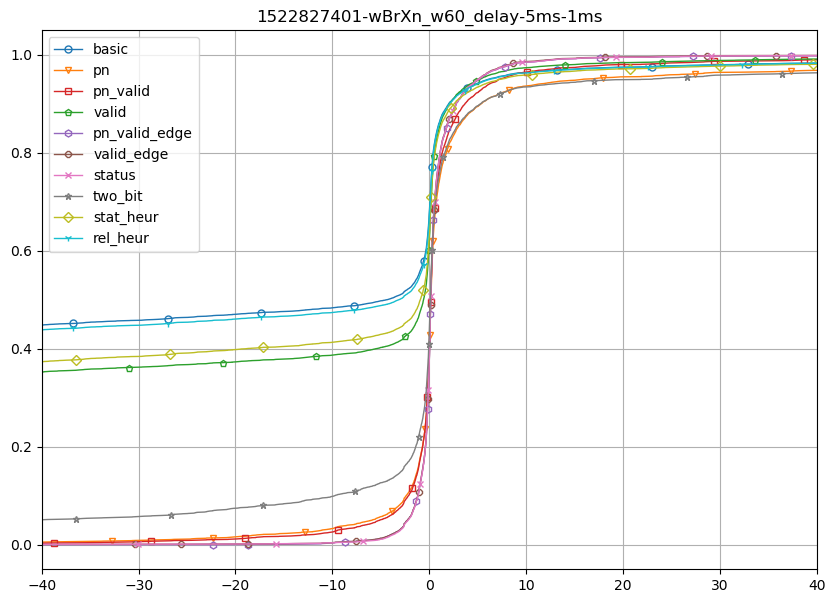 1522827401-wBrXn_w60_delay-5ms-1ms
1.0
0.8
0.6
0.4
0.2
0.0
basic
pn
pn_valid
valid
pn_valid_edge
valid_edge
status
two_bit
stat_heur
rel_heur
−40 −30 −20 −10 0 10 20 30 40